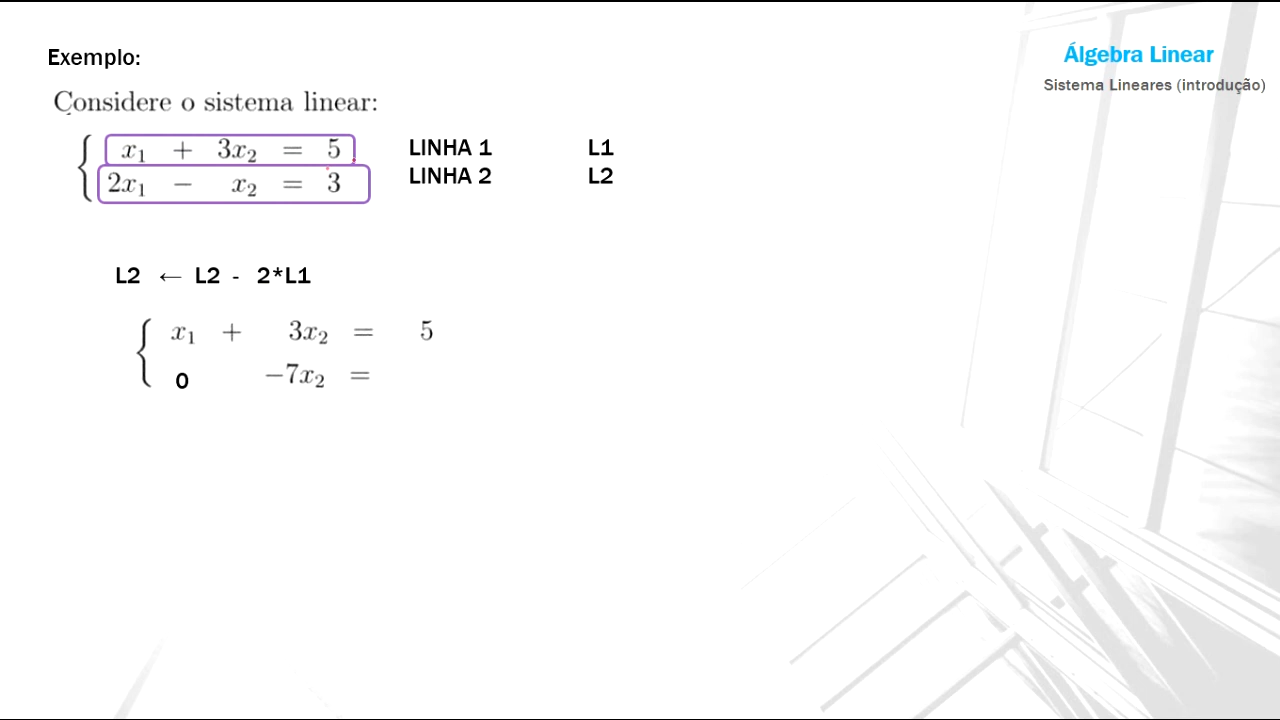 Exemplo:
Álgebra Linear
Sistema Lineares (introdução)
Considere o sistema linear:
x₁ + 3x₂ = 5 LINHA 1 L1
2x₁ − x₂ = 3 LINHA 2 L2
L2 ← L2 - 2*L1
x₁ + 3x₂ = 5
0 −7x₂ =